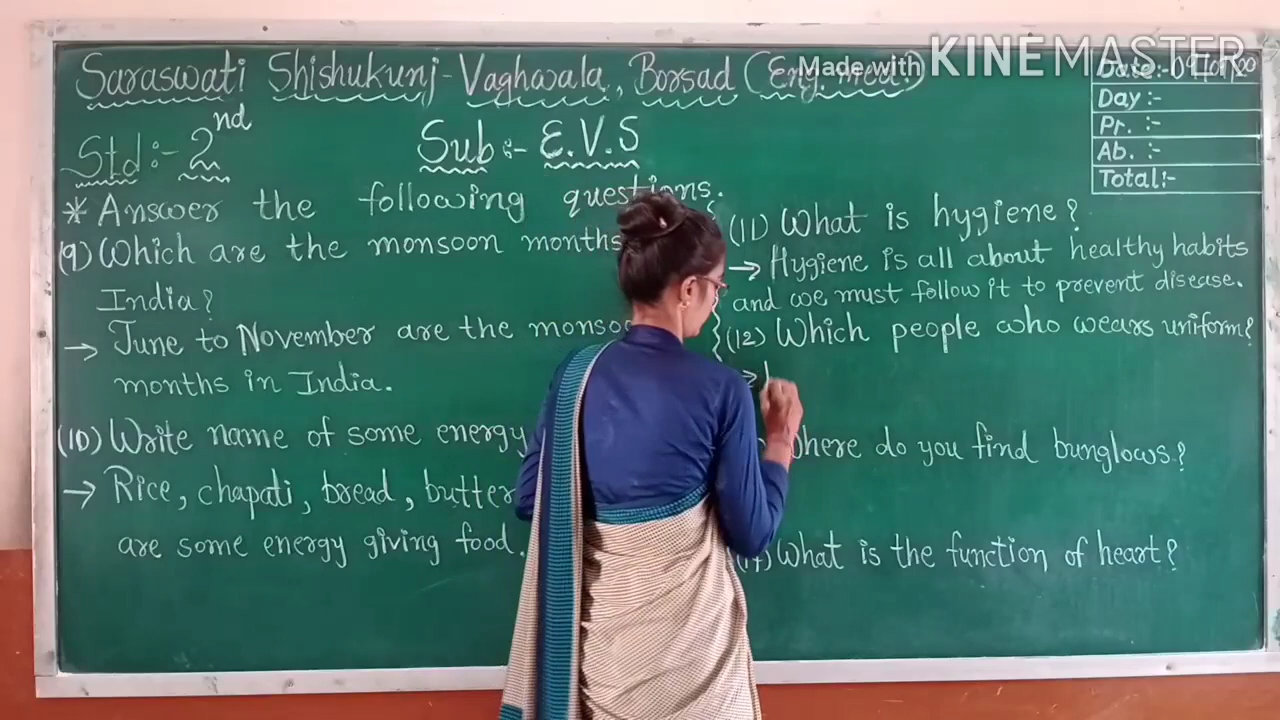 Saraswati Shishukunj-Vaghwala, Borsad (Eng. med.)
Made with KINEMASTER
Date:-
Day :-
Pr. :-
Ab. :-
Total:-
Std :- 2nd
Sub :- E.V.S
* Answer the following questions.
(9) Which are the monsoon months
India?
→ June to November are the
months in India.
(10) Write name of some energy
→ Rice, chapati, bread, butter
are some energy giving food.
(11) What is hygiene?
→ Hygiene is all about healthy habits
and we must follow it to prevent disease.
(12) Which people who wears uniform?
→
Where do you find bunglows?
What is the function of heart?